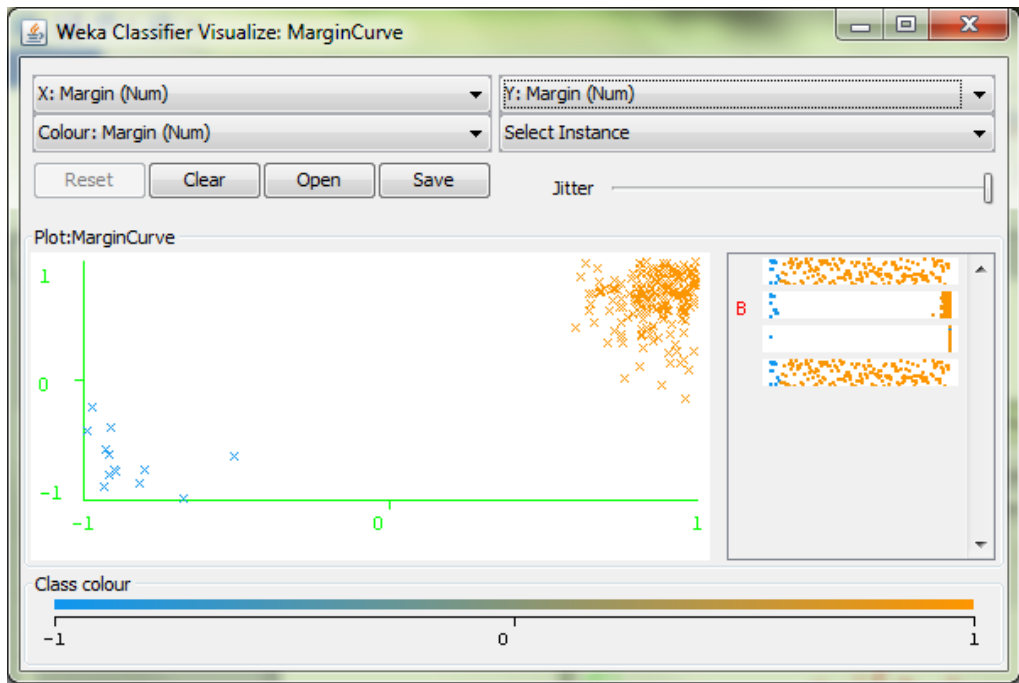 Weka Classifier Visualize: MarginCurve
X: Margin (Num) Y: Margin (Num)
Colour: Margin (Num) Select Instance
Reset Clear Open Save Jitter
Plot:MarginCurve
1
B
0
-1
-1 0 1
Class colour
-1 0 1